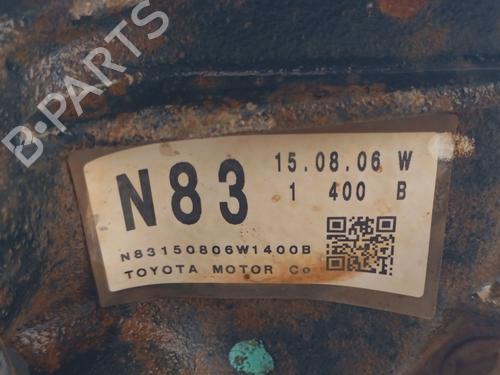 B-PARTS
N83
15.08.06 W
1 400 B
N83150806W1400B
TOYOTA MOTOR Co